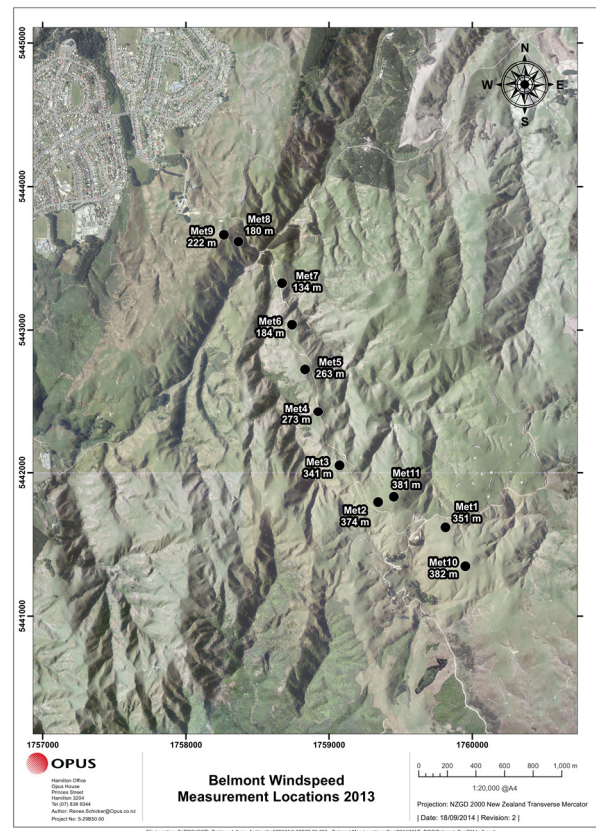 5445000
5444000
5443000
5442000
5441000
N
W
E
S
Met9
222 m
Met8
180 m
Met7
134 m
Met6
184 m
Met5
263 m
Met4
273 m
Met3
341 m
Met11
381 m
Met2
374 m
Met1
351 m
Met10
382 m
1757000
1758000
1759000
1760000
OPUS
Hamilton Office
Opus House
Princes Street
Hamilton 3204
Tel (07) 838 9344
Author: Renee.Schicker@Opus.co.nz
Project No: 5-29B50.00
Belmont Windspeed
Measurement Locations 2013
0 200 400 600 800 1,000 m
1:20,000 @A4
Projection: NZGD 2000 New Zealand Transverse Mercator
| Date: 18/09/2014 | Revision: 2 |